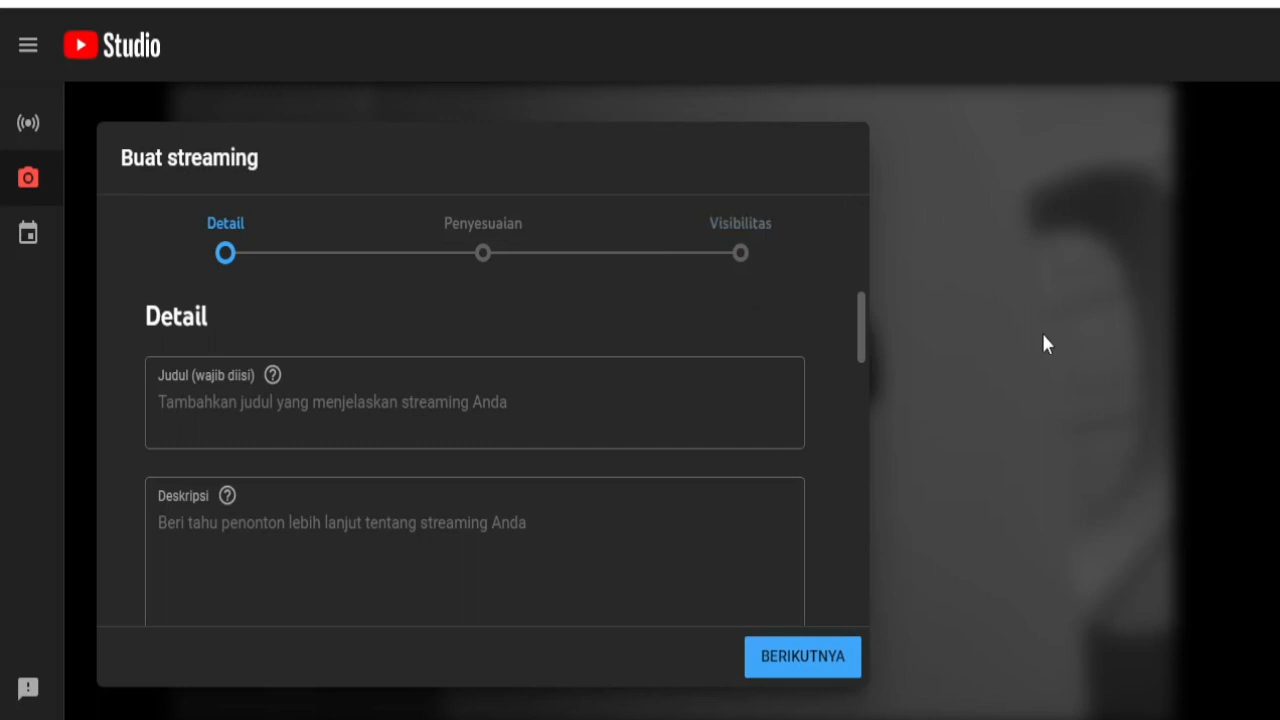 Studio
Buat streaming
Detail
Penyesuaian
Visibilitas
Detail
Judul (wajib diisi)
Tambahkan judul yang menjelaskan streaming Anda
Deskripsi
Beri tahu penonton lebih lanjut tentang streaming Anda
BERIKUTNYA